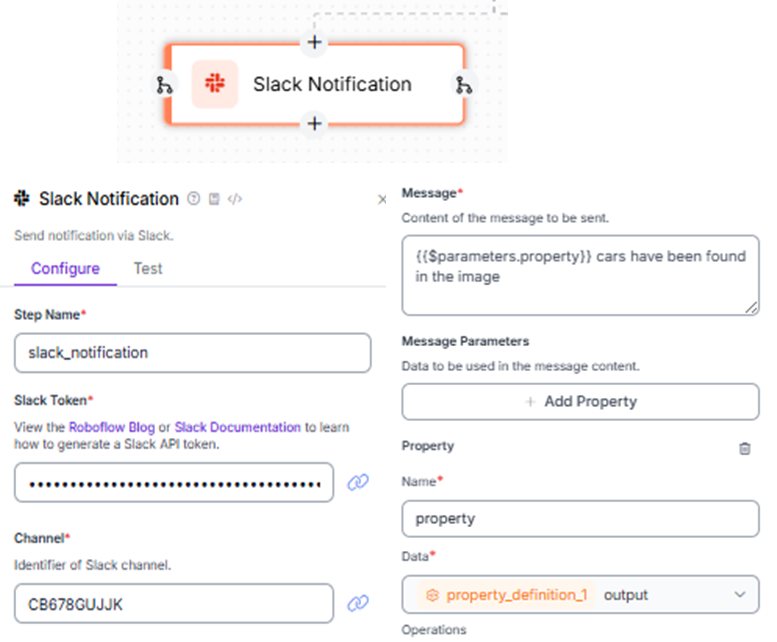 Slack Notification
Slack Notification
Send notification via Slack.
Configure
Test
Step Name*
slack_notification
Slack Token*
View the Roboflow Blog or Slack Documentation to learn
how to generate a Slack API token.
••••••••••••••••••••••••••••••••••••
Channel*
Identifier of Slack channel.
CB678GUJJK
Message*
Content of the message to be sent.
{{$parameters.property}} cars have been found
in the image
Message Parameters
Data to be used in the message content.
+ Add Property
Property
Name*
property
Data*
property_definition_1 output
Operations